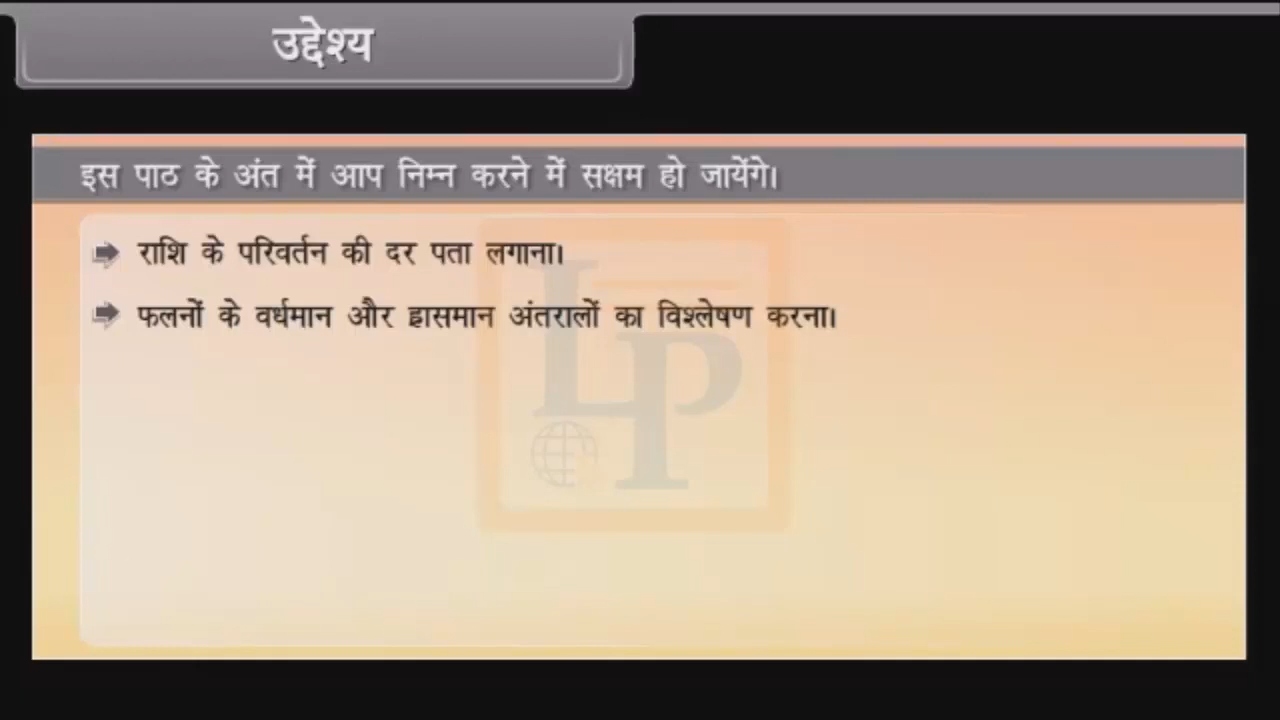 उद्देश्य
इस पाठ के अंत में आप निम्न करने में सक्षम हो जायेंगे।
राशि के परिवर्तन की दर पता लगाना।
फलनों के वर्धमान और ह्रासमान अंतरालों का विश्लेषण करना।
LP